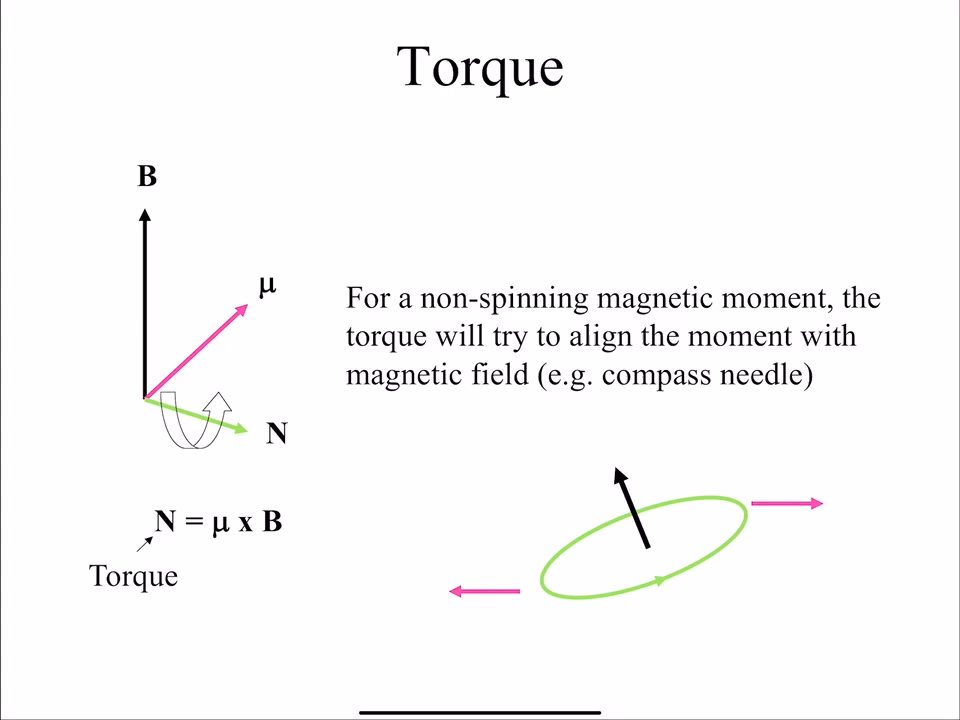 Torque
B
μ
For a non-spinning magnetic moment, the
torque will try to align the moment with
magnetic field (e.g. compass needle)
N
N = μ x B
Torque